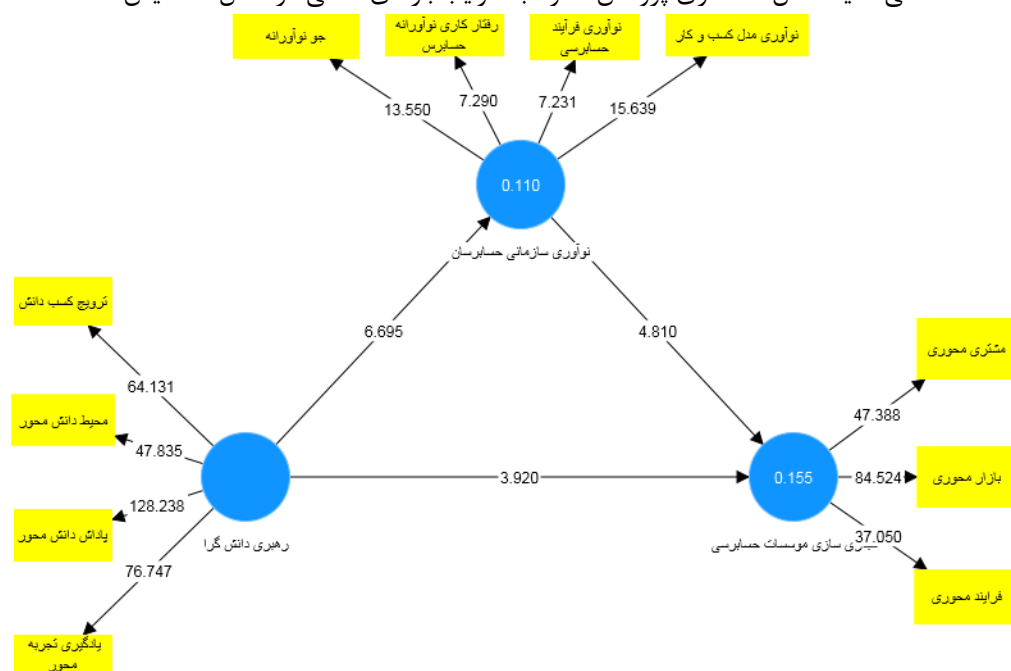 جو نوآورانه
رفتار کاری نوآورانه
حسابرس
نوآوری فرآیند
حسابرسی
نوآوری مدل کسب و کار
13.550
7.290
7.231
15.639
0.110
نوآوری سازمانی حسابرسان
ترویج کسب دانش
6.695
4.810
مشتری محوری
64.131
محیط دانش محور
47.388
47.835
3.920
0.155
84.524
بازار محوری
128.238
پاداش دانش محور
رهبری دانش گرا
سازی موسسات حسابرسی
37.050
76.747
فرایند محوری
یادگیری تجربه
محور